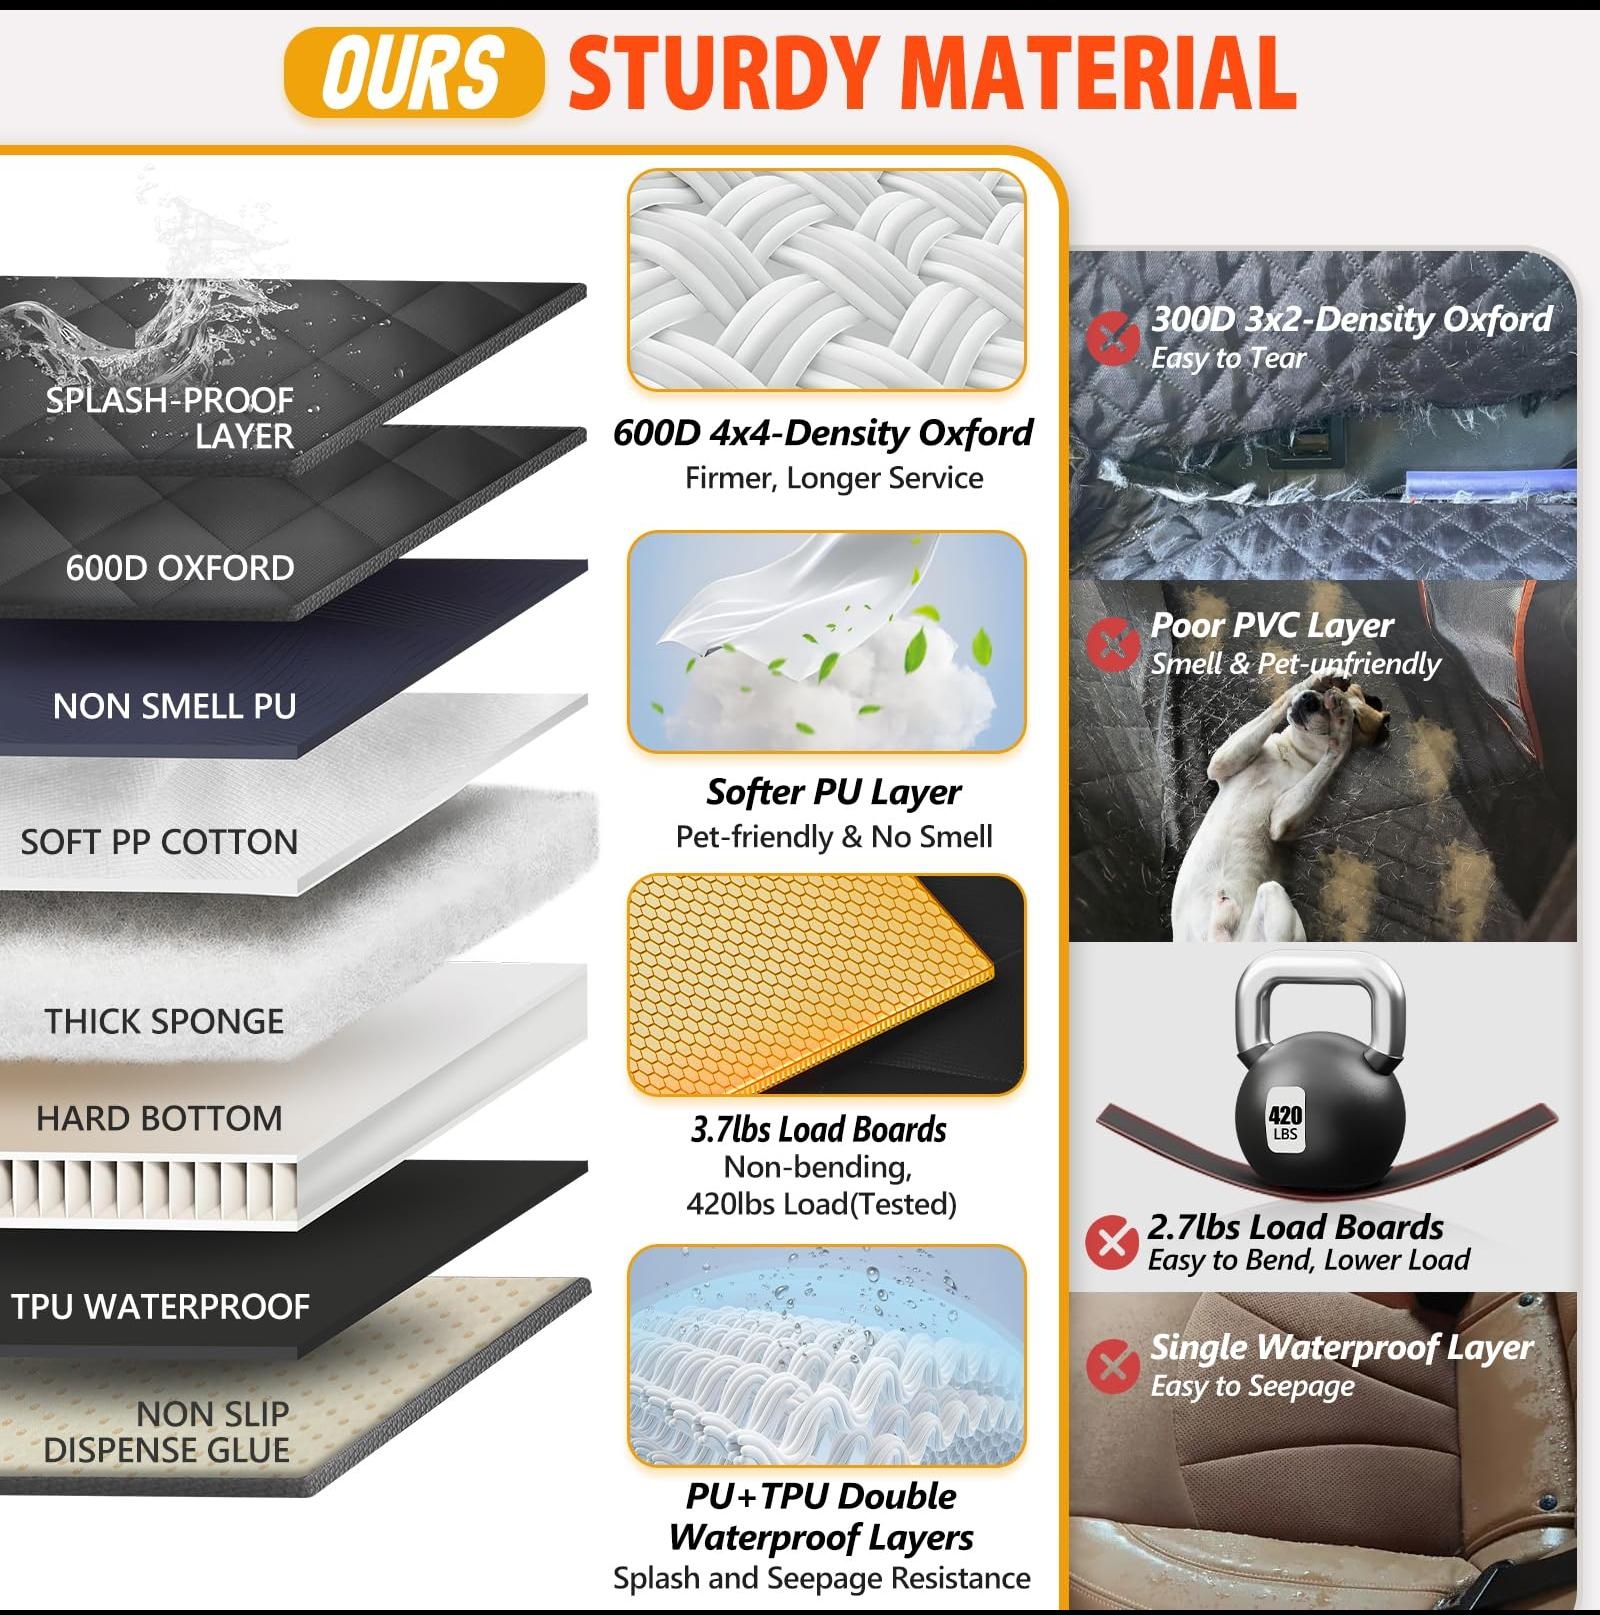 OURS STURDY MATERIAL
SPLASH-PROOF
LAYER
600D OXFORD
NON SMELL PU
SOFT PP COTTON
THICK SPONGE
HARD BOTTOM
TPU WATERPROOF
NON SLIP
DISPENSE GLUE
600D 4x4-Density Oxford
Firmer, Longer Service
Softer PU Layer
Pet-friendly & No Smell
3.7lbs Load Boards
Non-bending,
420lbs Load(Tested)
PU+TPU Double
Waterproof Layers
Splash and Seepage Resistance
300D 3x2-Density Oxford
Easy to Tear
Poor PVC Layer
Smell & Pet-unfriendly
420
LBS
2.7lbs Load Boards
Easy to Bend, Lower Load
Single Waterproof Layer
Easy to Seepage